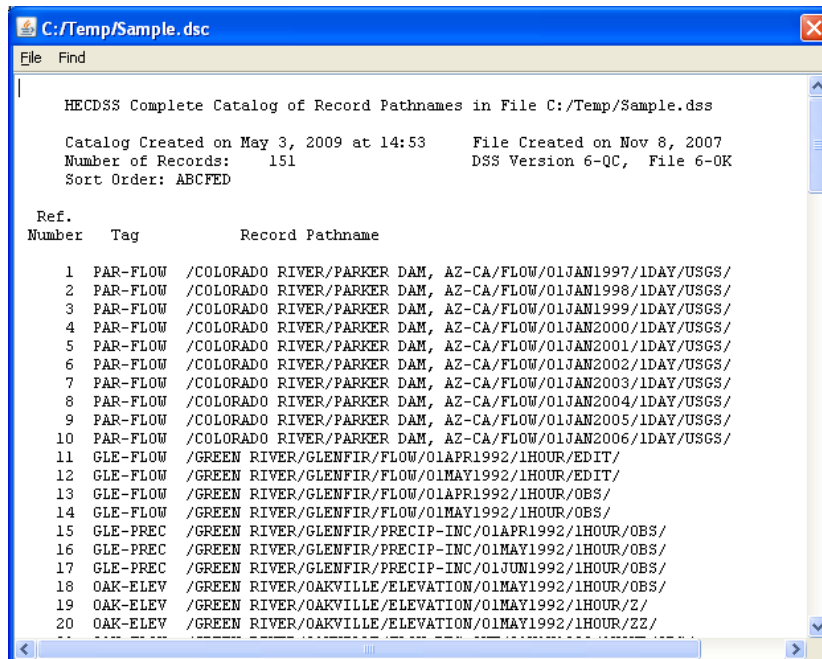 C:/Temp/Sample.dsc
File Find
HECDSS Complete Catalog of Record Pathnames in File C:/Temp/Sample.dss
Catalog Created on May 3, 2009 at 14:53 File Created on Nov 8, 2007
Number of Records: 151 DSS Version 6-QC, File 6-OK
Sort Order: ABCFED
Ref.
Number Tag Record Pathname
1 PAR-FLOW /COLORADO RIVER/PARKER DAM, AZ-CA/FLOW/01JAN1997/1DAY/USGS/
2 PAR-FLOW /COLORADO RIVER/PARKER DAM, AZ-CA/FLOW/01JAN1998/1DAY/USGS/
3 PAR-FLOW /COLORADO RIVER/PARKER DAM, AZ-CA/FLOW/01JAN1999/1DAY/USGS/
4 PAR-FLOW /COLORADO RIVER/PARKER DAM, AZ-CA/FLOW/01JAN2000/1DAY/USGS/
5 PAR-FLOW /COLORADO RIVER/PARKER DAM, AZ-CA/FLOW/01JAN2001/1DAY/USGS/
6 PAR-FLOW /COLORADO RIVER/PARKER DAM, AZ-CA/FLOW/01JAN2002/1DAY/USGS/
7 PAR-FLOW /COLORADO RIVER/PARKER DAM, AZ-CA/FLOW/01JAN2003/1DAY/USGS/
8 PAR-FLOW /COLORADO RIVER/PARKER DAM, AZ-CA/FLOW/01JAN2004/1DAY/USGS/
9 PAR-FLOW /COLORADO RIVER/PARKER DAM, AZ-CA/FLOW/01JAN2005/1DAY/USGS/
10 PAR-FLOW /COLORADO RIVER/PARKER DAM, AZ-CA/FLOW/01JAN2006/1DAY/USGS/
11 GLE-FLOW /GREEN RIVER/GLENFIR/FLOW/01APR1992/1HOUR/EDIT/
12 GLE-FLOW /GREEN RIVER/GLENFIR/FLOW/01MAY1992/1HOUR/EDIT/
13 GLE-FLOW /GREEN RIVER/GLENFIR/FLOW/01APR1992/1HOUR/OBS/
14 GLE-FLOW /GREEN RIVER/GLENFIR/FLOW/01MAY1992/1HOUR/OBS/
15 GLE-PREC /GREEN RIVER/GLENFIR/PRECIP-INC/01APR1992/1HOUR/OBS/
16 GLE-PREC /GREEN RIVER/GLENFIR/PRECIP-INC/01MAY1992/1HOUR/OBS/
17 GLE-PREC /GREEN RIVER/GLENFIR/PRECIP-INC/01JUN1992/1HOUR/OBS/
18 OAK-ELEV /GREEN RIVER/OAKVILLE/ELEVATION/01MAY1992/1HOUR/OBS/
19 OAK-ELEV /GREEN RIVER/OAKVILLE/ELEVATION/01MAY1992/1HOUR/Z/
20 OAK-ELEV /GREEN RIVER/OAKVILLE/ELEVATION/01MAY1992/1HOUR/ZZ/